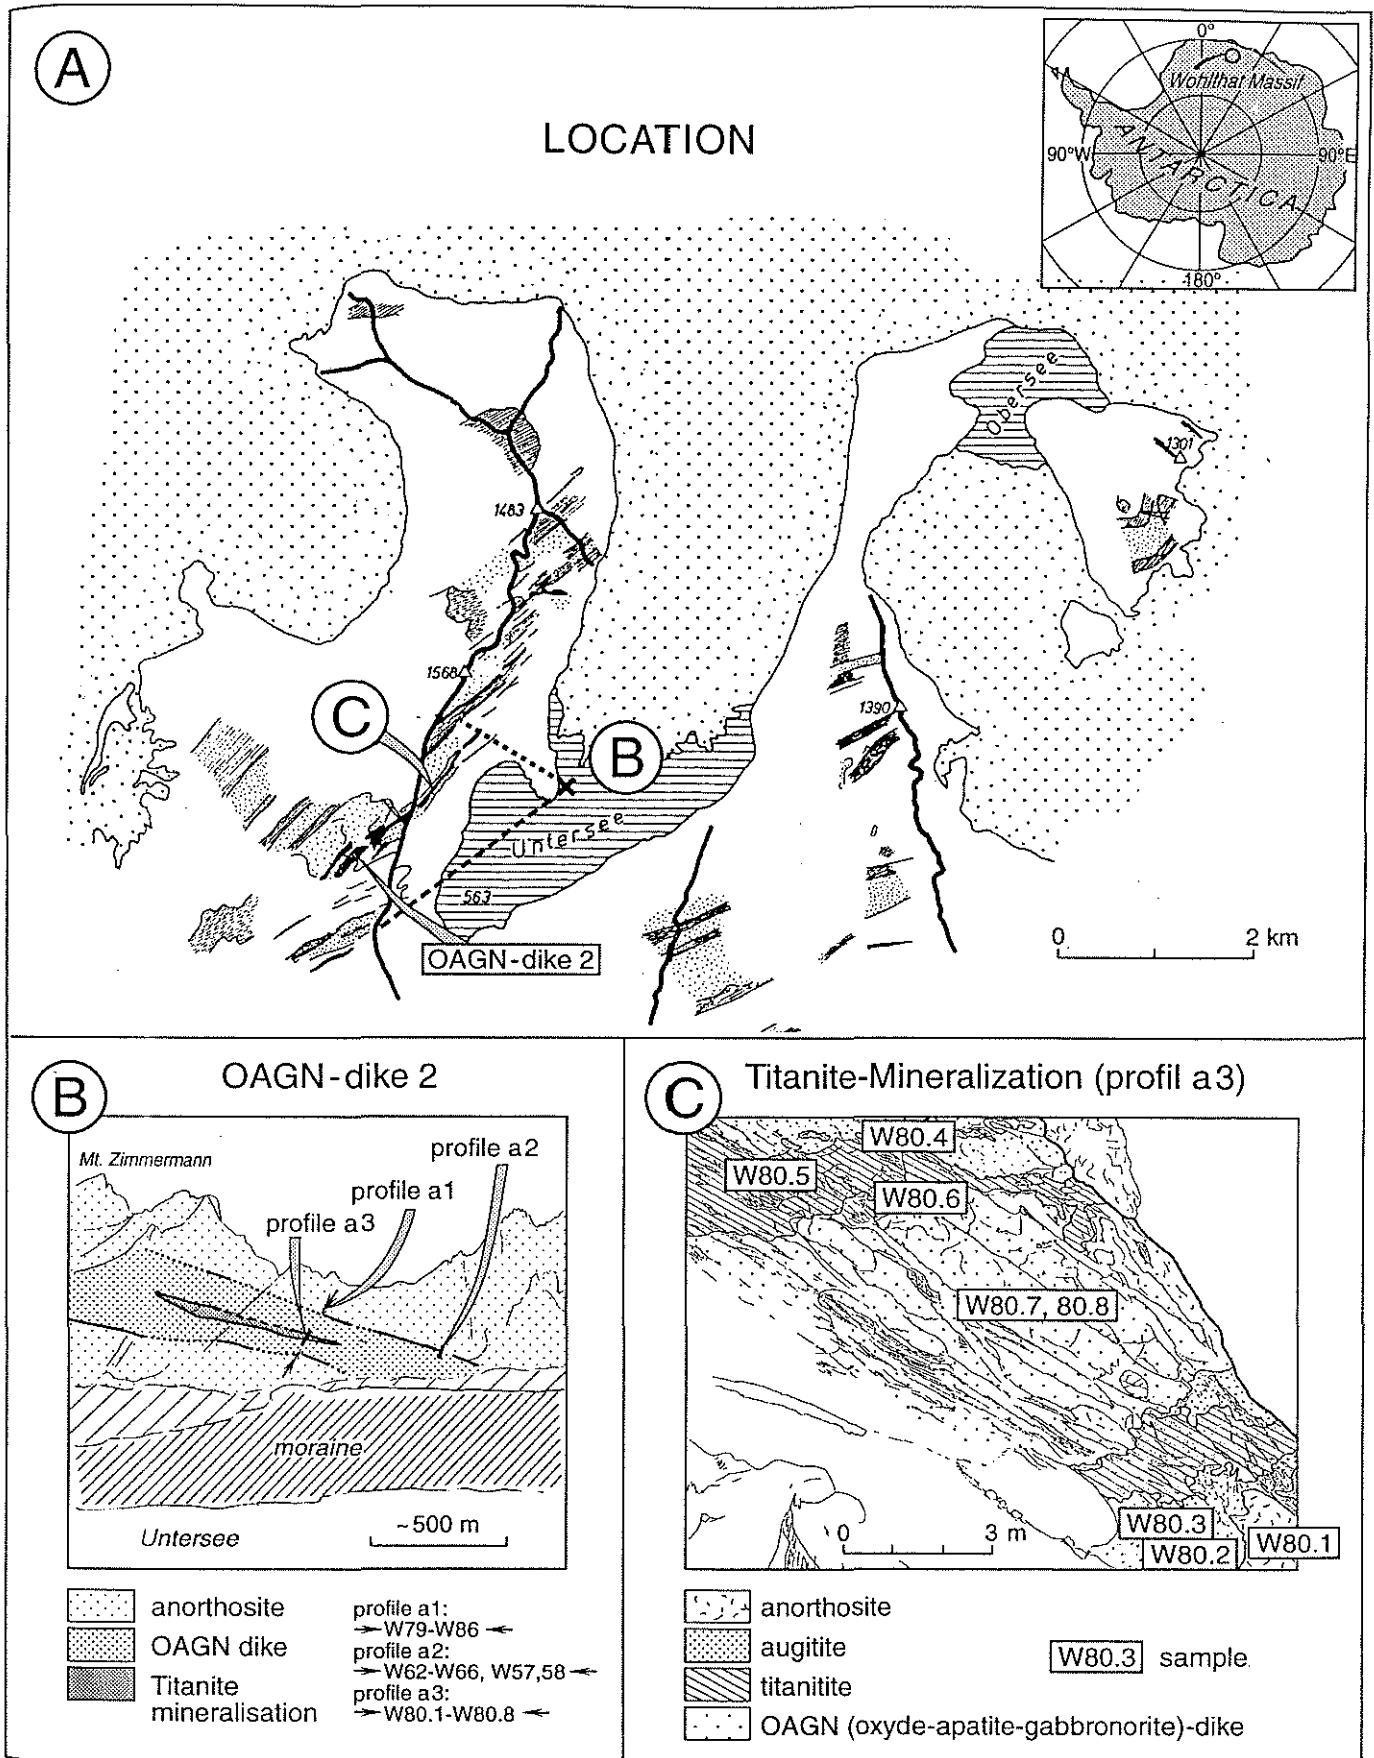 A
LOCATION
0°
Wohlthat Massif
90°W
90°E
ANTARCTICA
180°
Obersee
1301
1483
1568
C
B
1390
Untersee
563
OAGN-dike 2
0 2 km
B
OAGN-dike 2
Mt. Zimmermann
profile a2
profile a1
profile a3
moraine
Untersee
~500 m
anorthosite
OAGN dike
Titanite
mineralisation
profile a1:
W79-W86
profile a2:
W62-W66, W57,58
profile a3:
W80.1-W80.8
C
Titanite-Mineralization (profil a3)
W80.4
W80.5
W80.6
W80.7, 80.8
W80.3
W80.2
W80.1
0 3 m
anorthosite
augitite
titanitite
OAGN (oxyde-apatite-gabbronorite)-dike
W80.3 sample